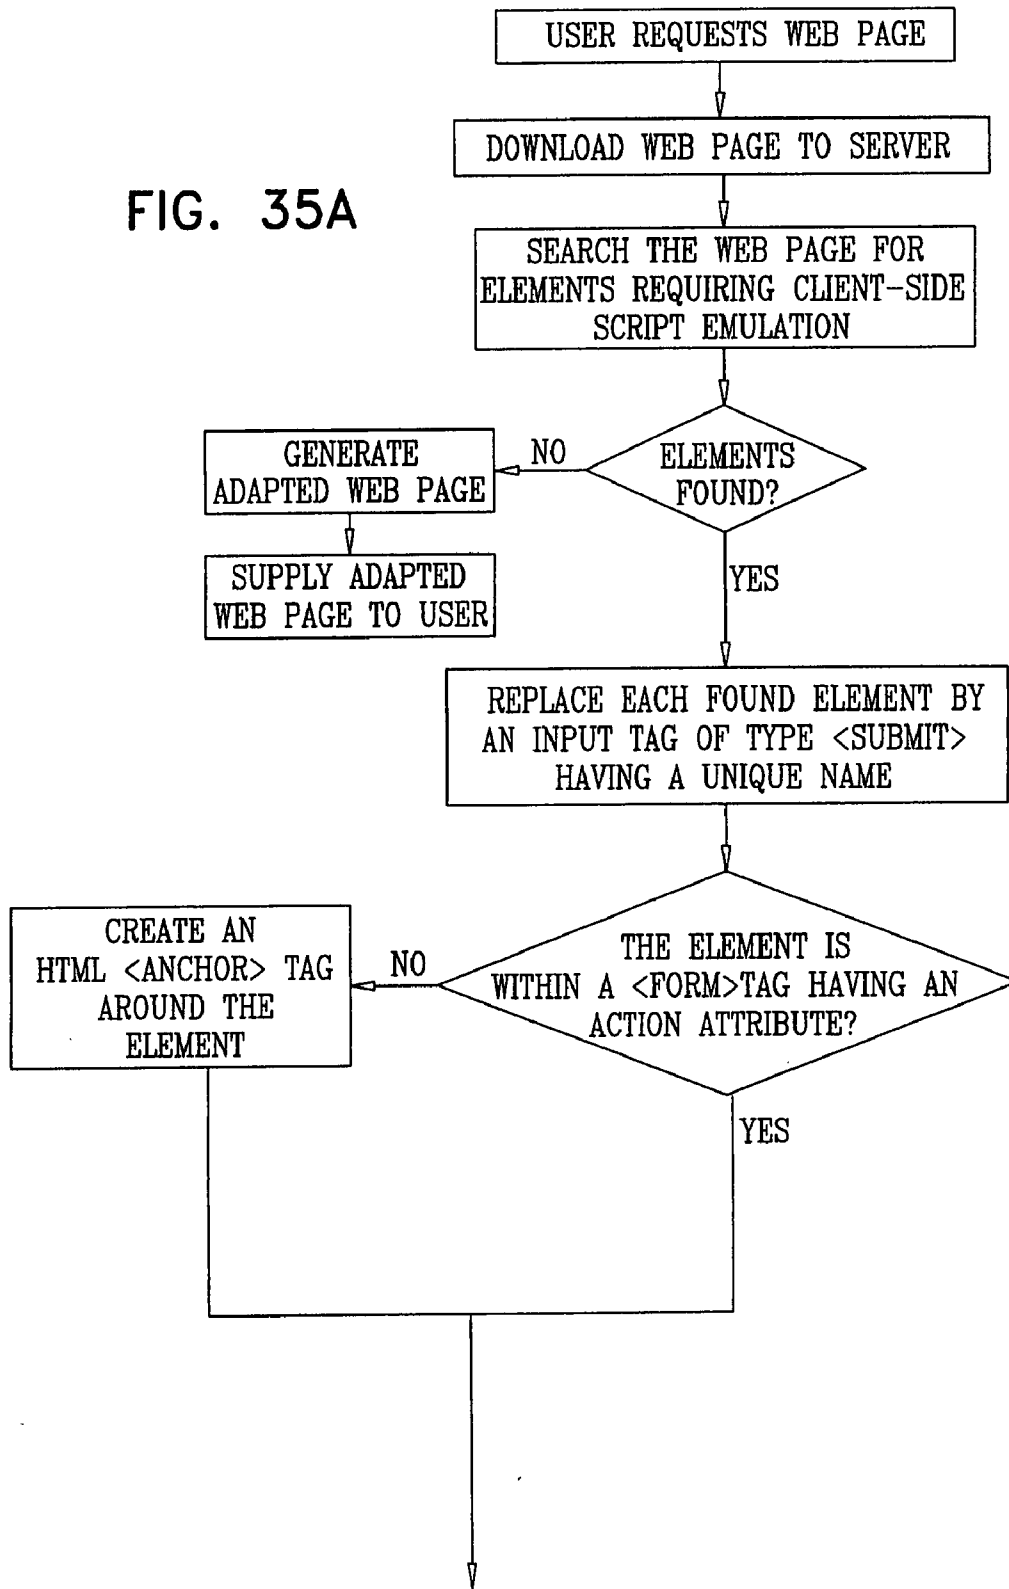 USER REQUESTS WEB PAGE
DOWNLOAD WEB PAGE TO SERVER
FIG. 35A
SEARCH THE WEB PAGE FOR
ELEMENTS REQUIRING CLIENT-SIDE
SCRIPT EMULATION
ELEMENTS
FOUND?
NO
GENERATE
ADAPTED WEB PAGE
SUPPLY ADAPTED
WEB PAGE TO USER
YES
REPLACE EACH FOUND ELEMENT BY
AN INPUT TAG OF TYPE <SUBMIT>
HAVING A UNIQUE NAME
THE ELEMENT IS
WITHIN A <FORM>TAG HAVING AN
ACTION ATTRIBUTE?
NO
CREATE AN
HTML <ANCHOR> TAG
AROUND THE
ELEMENT
YES